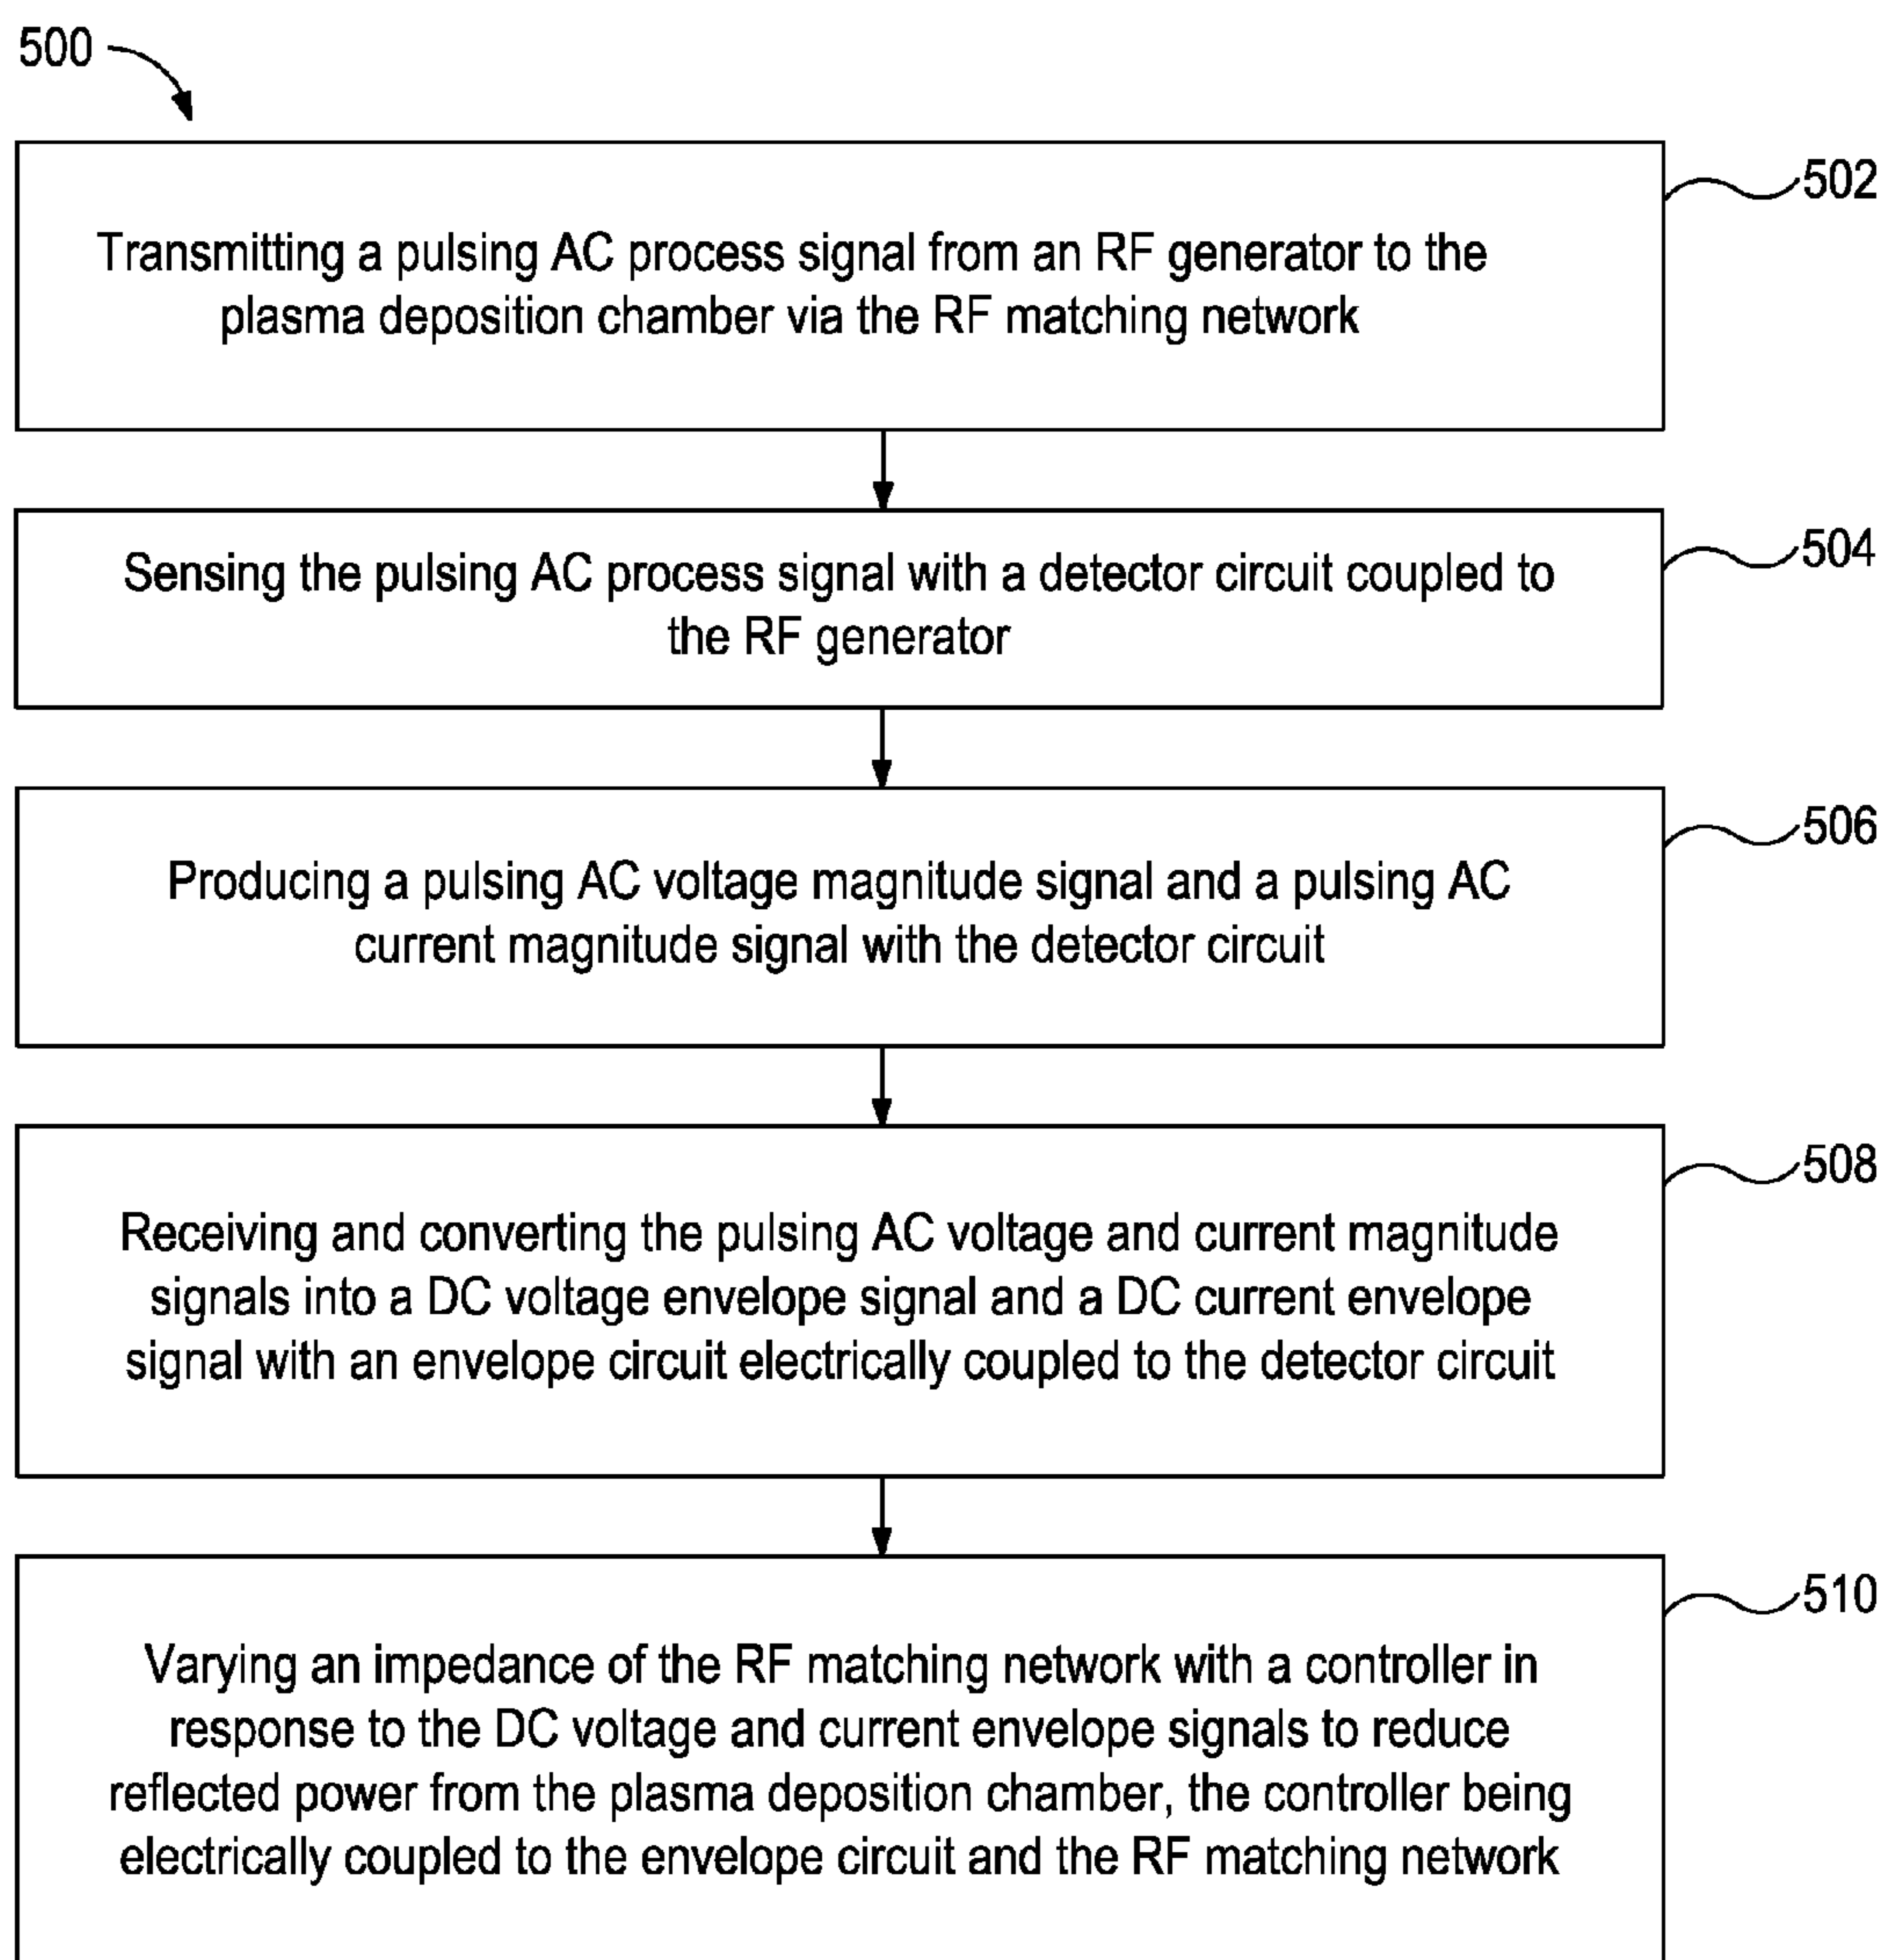 500
502
Transmitting a pulsing AC process signal from an RF generator to the
plasma deposition chamber via the RF matching network
504
Sensing the pulsing AC process signal with a detector circuit coupled to
the RF generator
506
Producing a pulsing AC voltage magnitude signal and a pulsing AC
current magnitude signal with the detector circuit
508
Receiving and converting the pulsing AC voltage and current magnitude
signals into a DC voltage envelope signal and a DC current envelope
signal with an envelope circuit electrically coupled to the detector circuit
510
Varying an impedance of the RF matching network with a controller in
response to the DC voltage and current envelope signals to reduce
reflected power from the plasma deposition chamber, the controller being
electrically coupled to the envelope circuit and the RF matching network